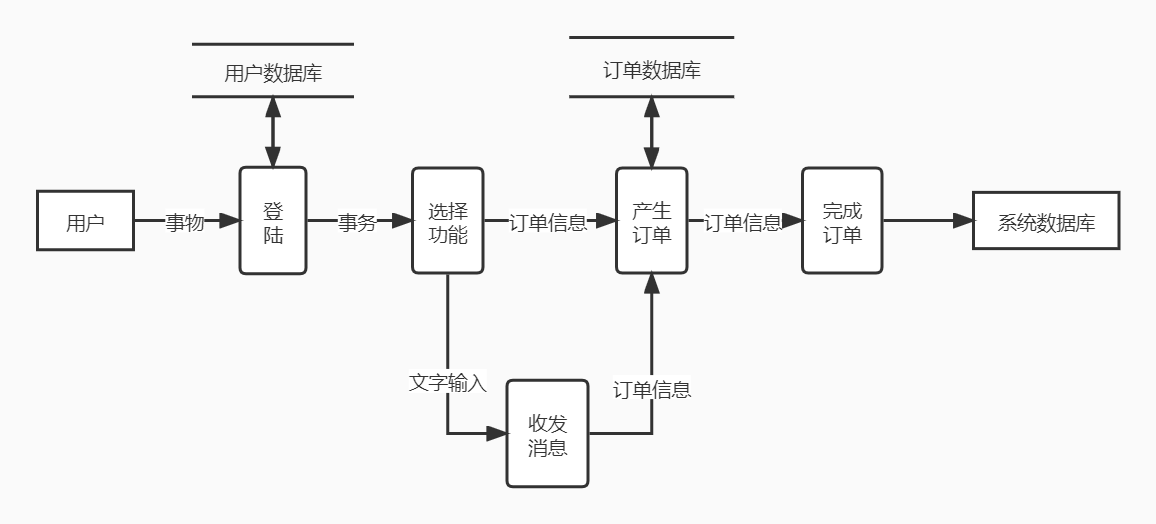 用户数据库
订单数据库
用户
事物
登
陆
事务
选择
功能
订单信息
产生
订单
订单信息
完成
订单
系统数据库
文字输入
订单信息
收发
消息